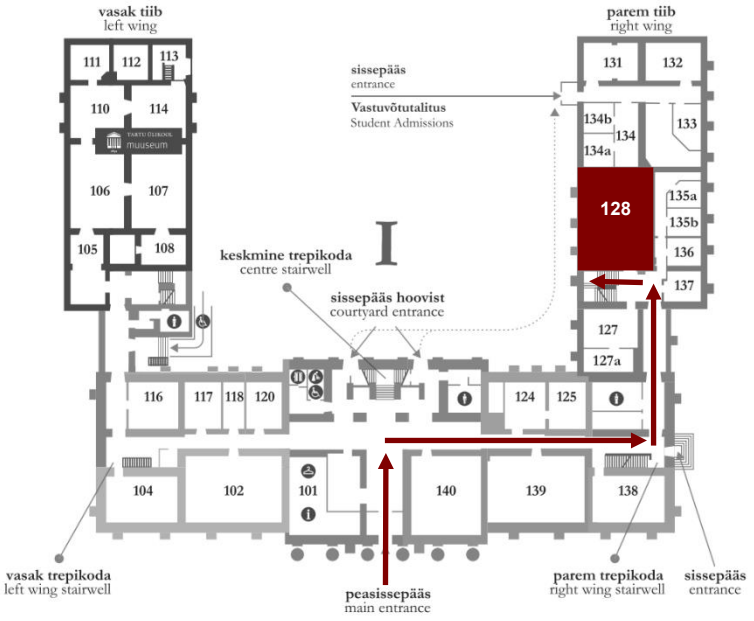 vasak tiib
left wing
parem tiib
right wing
111
112
113
110
114
TARTU ÜLIKOOL
muuseum
106
107
105
108
sissepääs
entrance
Vastuvõtutalitus
Student Admissions
131
132
134b
134
133
134a
128
135a
135b
136
137
I
keskmine trepikoda
centre stairwell
sissepääs hoovist
courtyard entrance
127
127a
116
117
118
120
124
125
104
102
101
140
139
138
vasak trepikoda
left wing stairwell
peasissepääs
main entrance
parem trepikoda
right wing stairwell
sissepääs
entrance